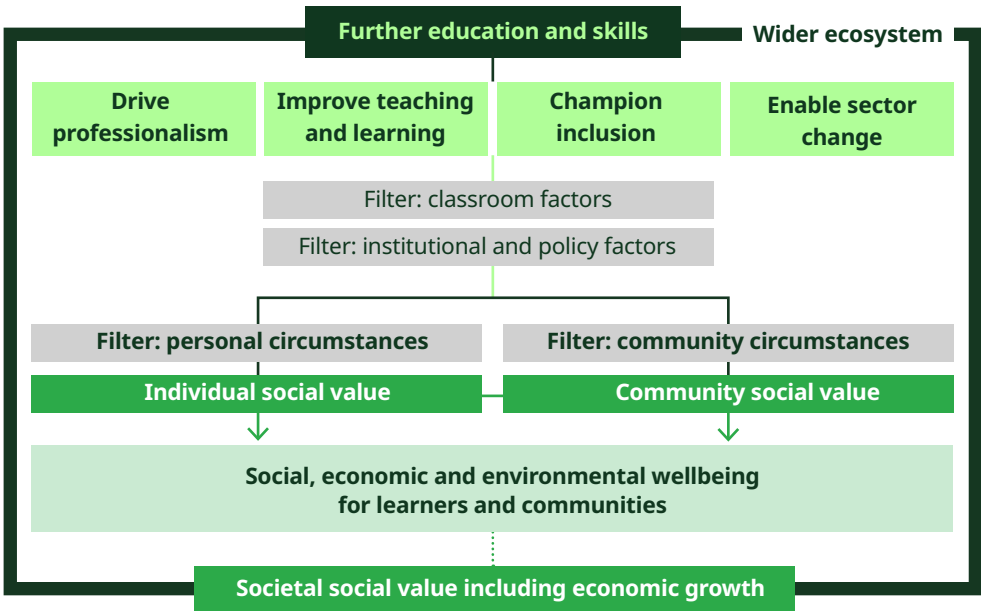 Further education and skills
Wider ecosystem
Drive
professionalism
Improve teaching
and learning
Champion
inclusion
Enable sector
change
Filter: classroom factors
Filter: institutional and policy factors
Filter: personal circumstances
Filter: community circumstances
Individual social value
Community social value
Social, economic and environmental wellbeing
for learners and communities
Societal social value including economic growth